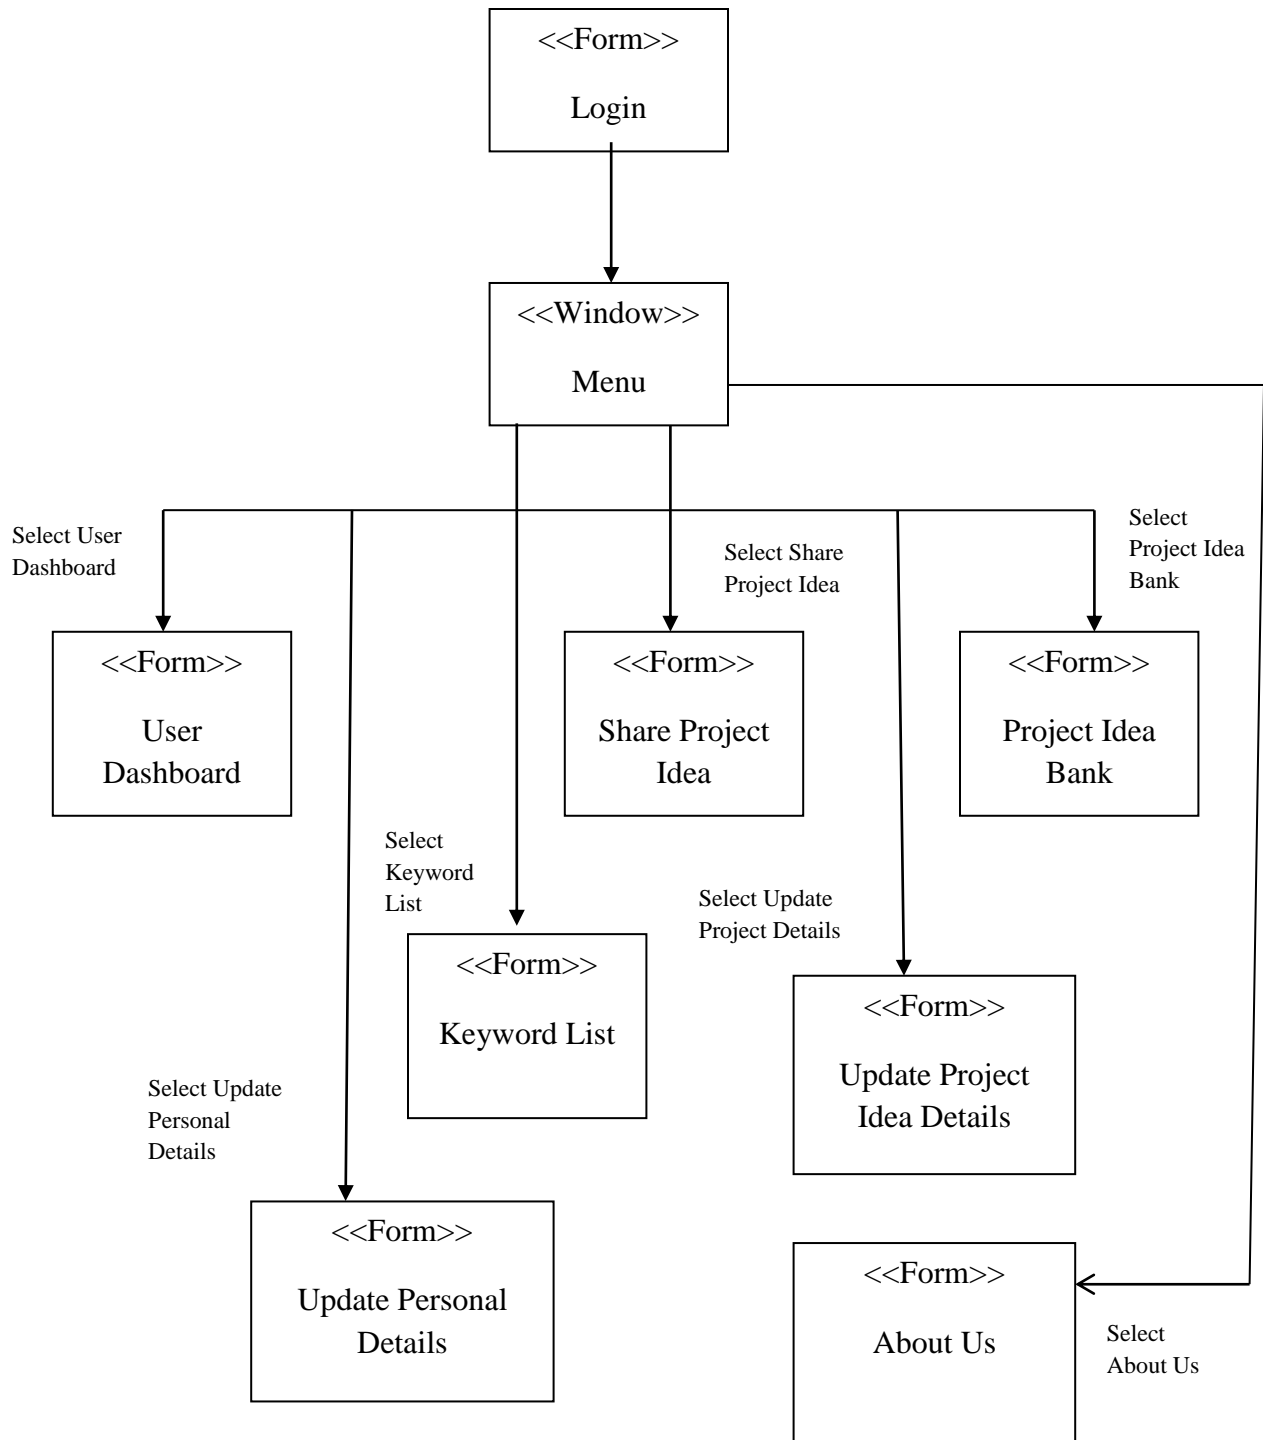 <<Form>>
Login
<<Window>>
Menu
Select User
Dashboard
Select Share
Project Idea
Select
Project Idea
Bank
<<Form>>
User
Dashboard
<<Form>>
Share Project
Idea
<<Form>>
Project Idea
Bank
Select
Keyword
List
Select Update
Project Details
<<Form>>
Keyword List
<<Form>>
Update Project
Idea Details
Select Update
Personal
Details
<<Form>>
Update Personal
Details
<<Form>>
About Us
Select
About Us